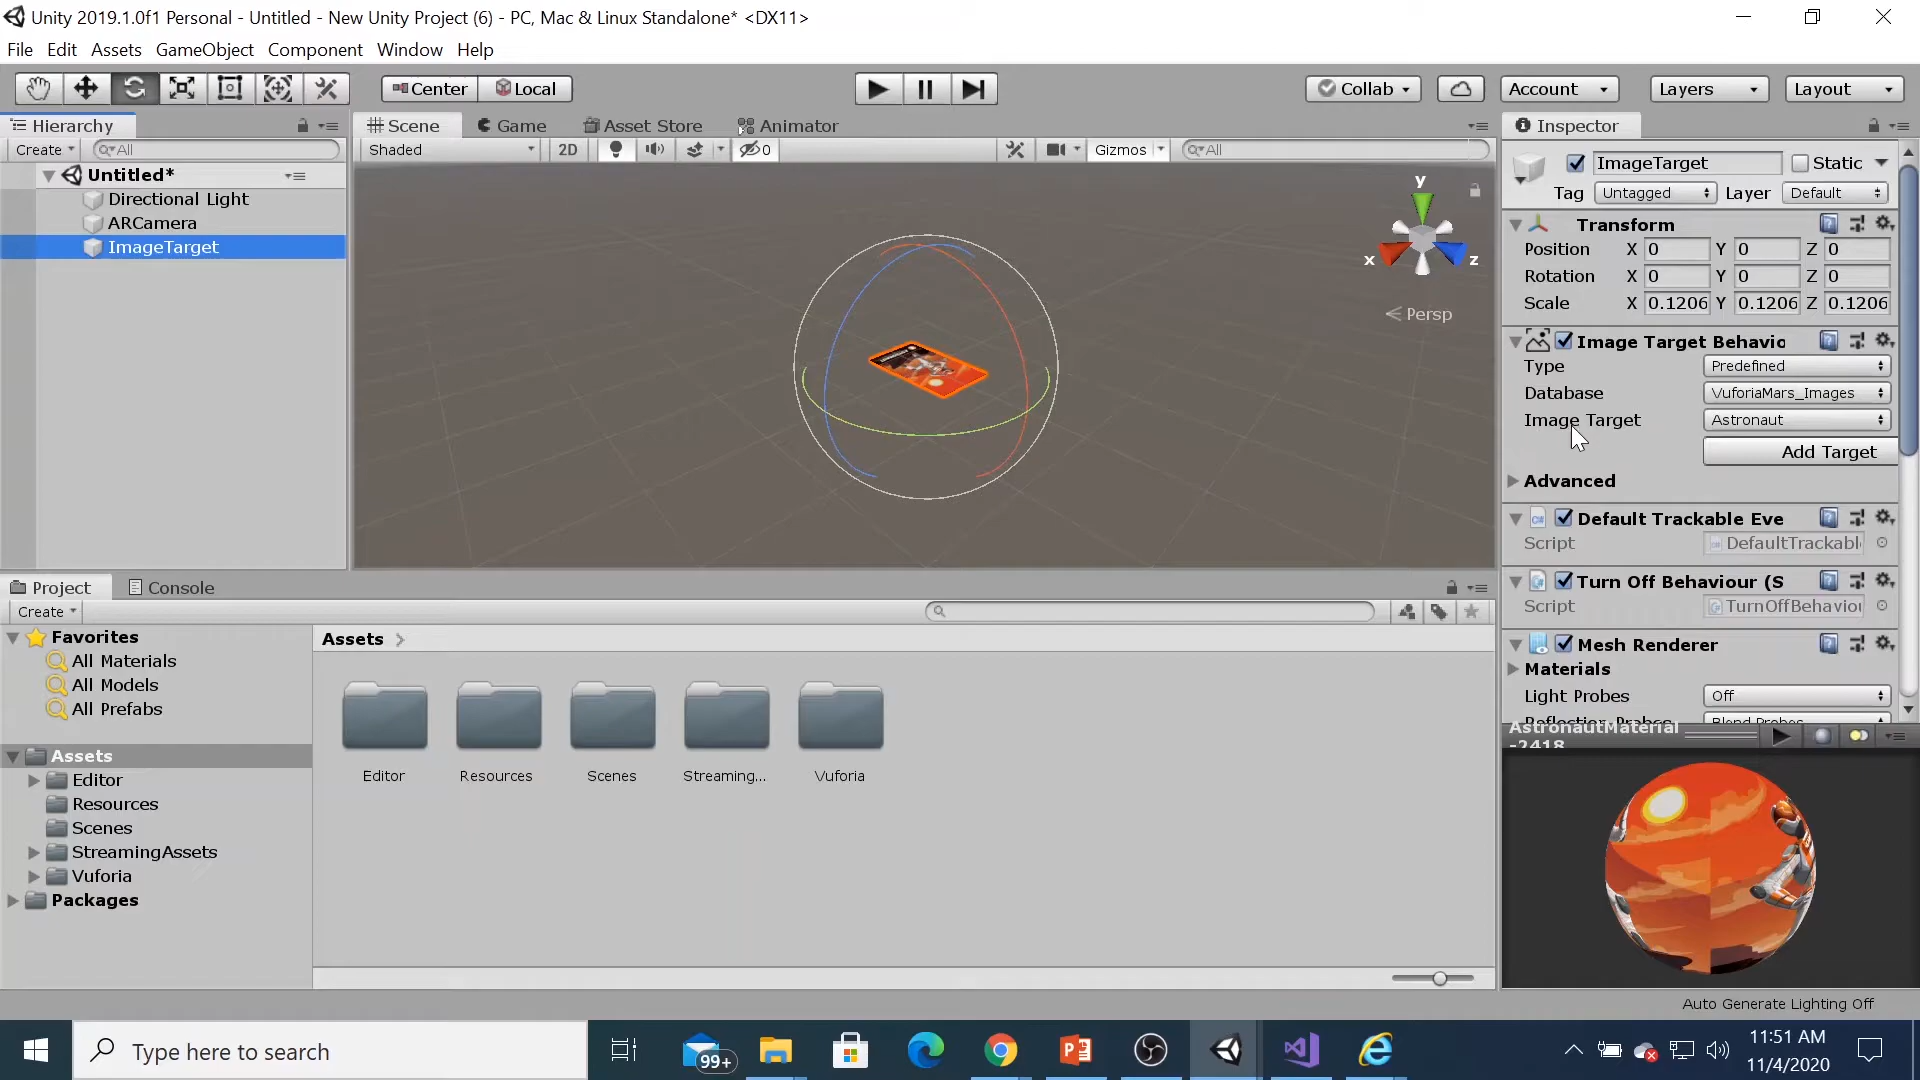 Unity 2019.1.0f1 Personal - Untitled - New Unity Project (6) - PC, Mac & Linux Standalone* <DX11>
File Edit Assets GameObject Component Window Help
Center Local Collab Account Layers Layout
Hierarchy
Create All
Untitled*
Directional Light
ARCamera
ImageTarget
Scene Game Asset Store Animator
Shaded 2D 0 Gizmos All
y
x z
Persp
Inspector
ImageTarget Static
Tag Untagged Layer Default
Transform
Position X 0 Y 0 Z 0
Rotation X 0 Y 0 Z 0
Scale X 0.1206 Y 0.1206 Z 0.1206
Image Target Behavio
Type Predefined
Database VuforiaMars_Images
Image Target Astronaut
Add Target
Advanced
Default Trackable Eve
Script DefaultTrackabl
Turn Off Behaviour (S
Script TurnOffBehaviou
Mesh Renderer
Materials
Light Probes Off
Reflection Probes Blend Probes
AstronautMaterial
-2418
Project Console
Create
Favorites
All Materials
All Models
All Prefabs
Assets
Editor
Resources
Scenes
StreamingAssets
Vuforia
Packages
Assets
Editor Resources Scenes Streaming... Vuforia
Auto Generate Lighting Off
Type here to search
99+
11:51 AM
11/4/2020